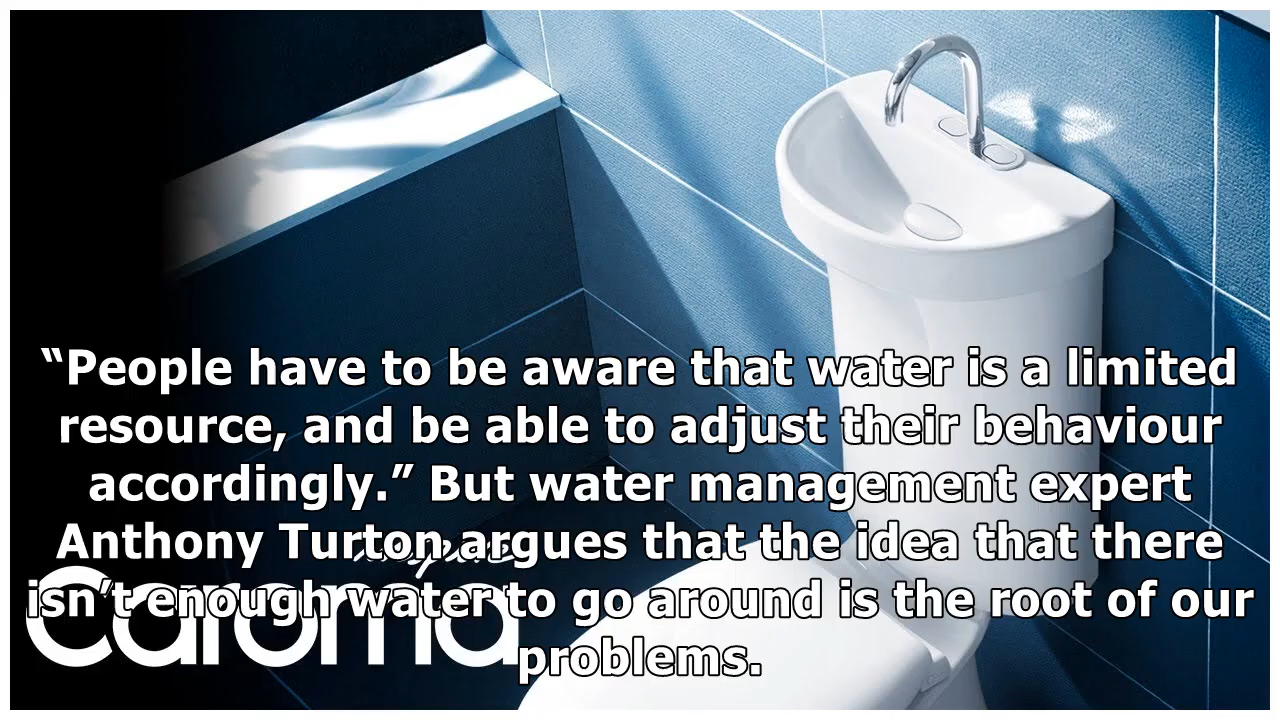 “People have to be aware that water is a limited
resource, and be able to adjust their behaviour
accordingly.” But water management expert
Anthony Turton argues that the idea that there
isn’t enough water to go around is the root of our
problems.
Caroma